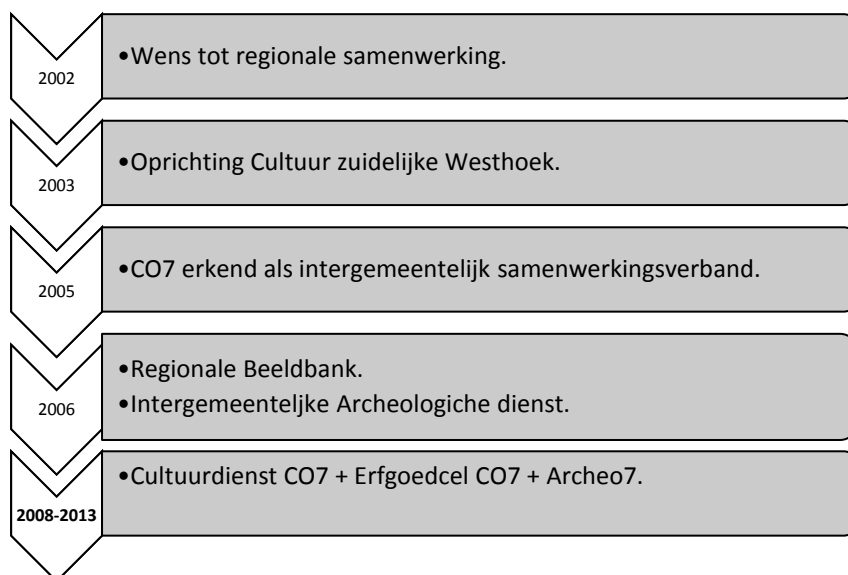 2002
•Wens tot regionale samenwerking.
2003
•Oprichting Cultuur zuidelijke Westhoek.
2005
•CO7 erkend als intergemeentelijk samenwerkingsverband.
2006
•Regionale Beeldbank.
•Intergemeenteljke Archeologiche dienst.
2008-2013
•Cultuurdienst CO7 + Erfgoedcel CO7 + Archeo7.